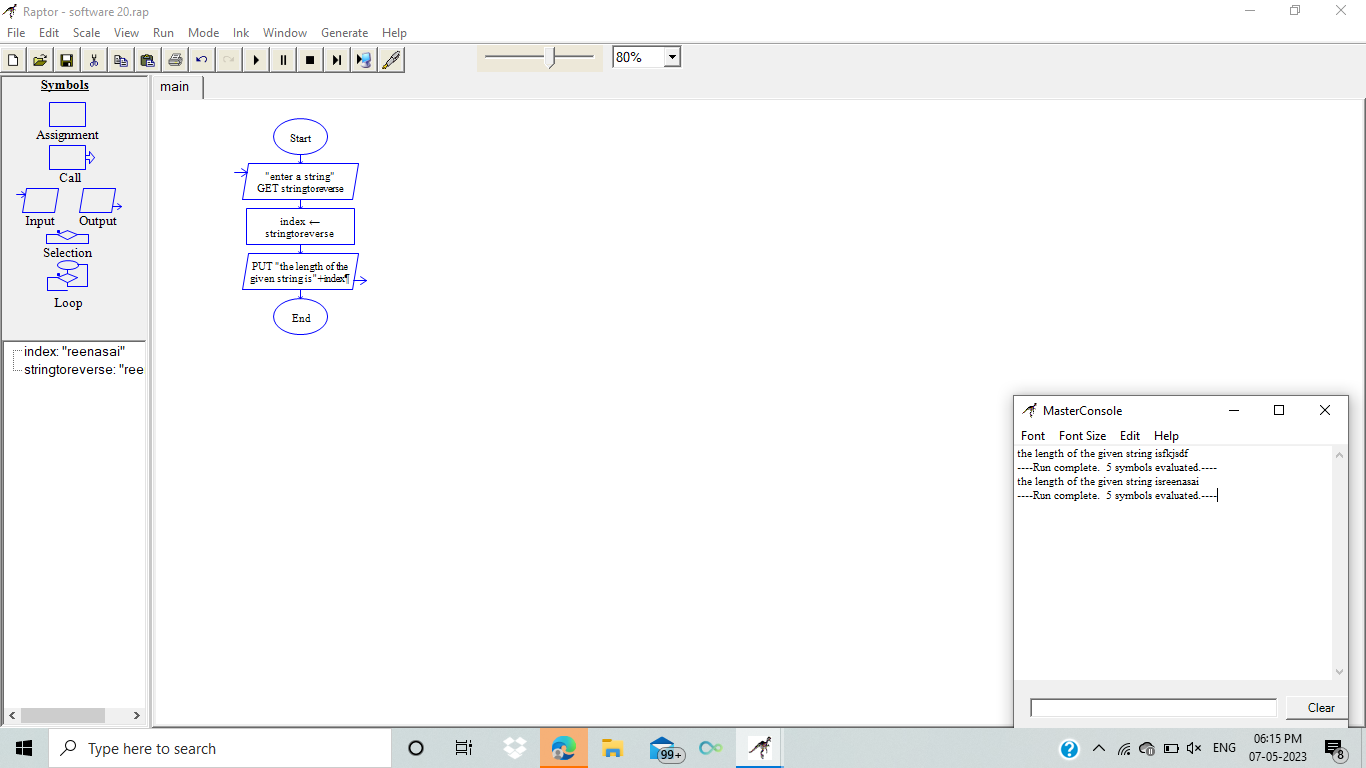 Raptor - software 20.rap
File Edit Scale View Run Mode Ink Window Generate Help
80%
Symbols
Assignment
Call
Input Output
Selection
Loop
index: "reenasai"
stringtoreverse: "ree
main
Start
"enter a string"
GET stringtoreverse
index ←
stringtoreverse
PUT "the length of the
given string is"+index¶
End
MasterConsole
Font Font Size Edit Help
the length of the given string isfkjsdf
----Run complete. 5 symbols evaluated.----
the length of the given string isreenasai
----Run complete. 5 symbols evaluated.----
Clear
Type here to search
99+
ENG
06:15 PM
07-05-2023
8